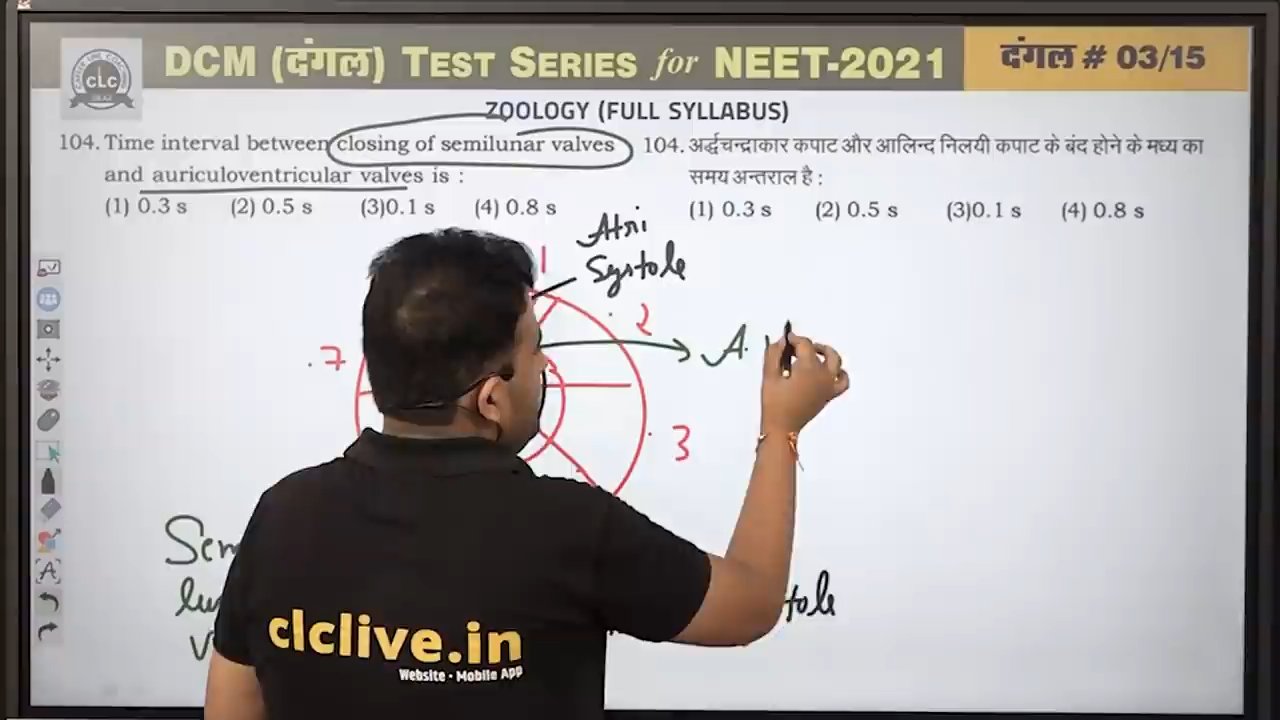 DCM (दंगल) TEST SERIES for NEET-2021
दंगल # 03/15
CLC
ZOOLOGY (FULL SYLLABUS)
104. Time interval between closing of semilunar valves
and auriculoventricular valves is :
(1) 0.3 s (2) 0.5 s (3)0.1 s (4) 0.8 s
104. अर्द्धचन्द्राकार कपाट और आलिन्द निलयी कपाट के बंद होने के मध्य का
समय अन्तराल है :
(1) 0.3 s (2) 0.5 s (3)0.1 s (4) 0.8 s
Atri
Systole
1
2
A.
7
3
clclive.in
Website • Mobile App